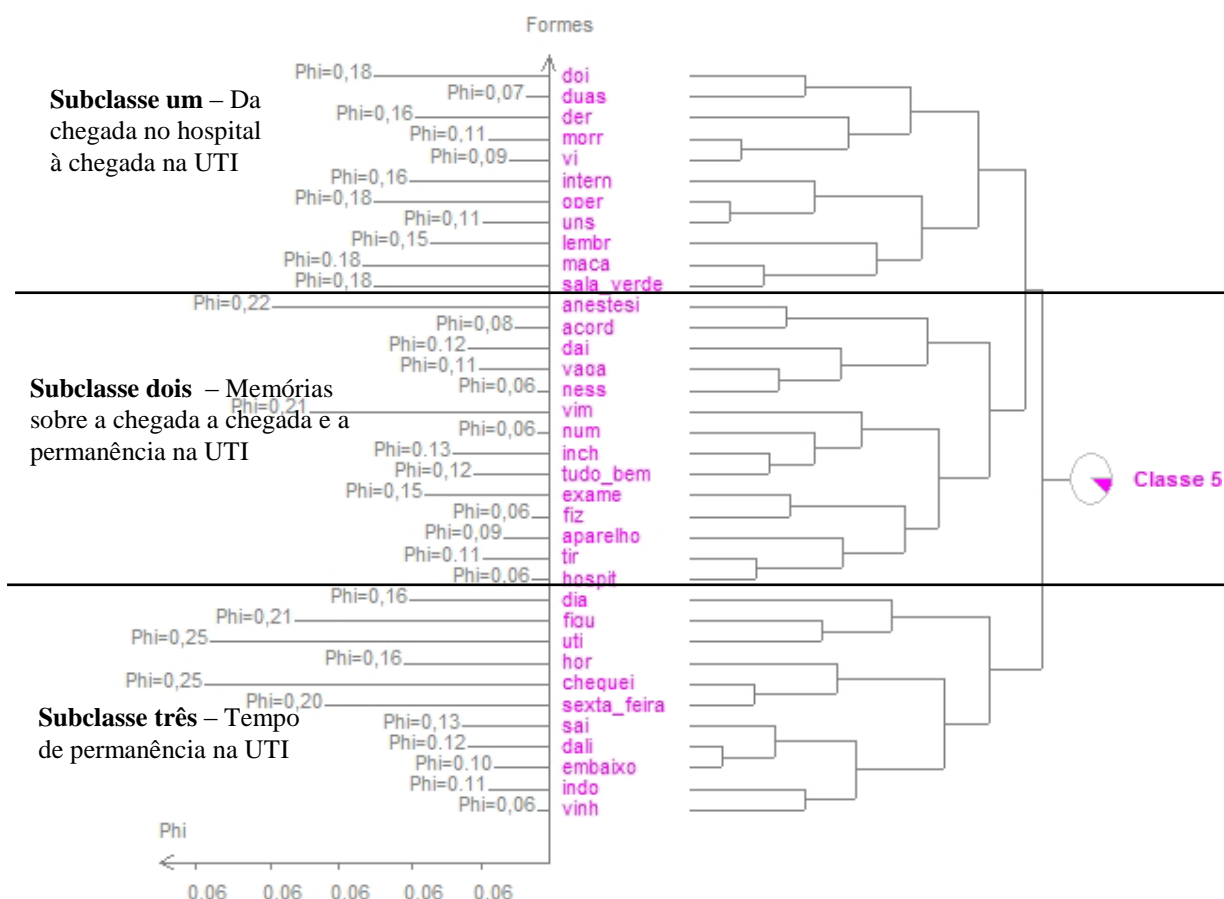 Formes
Phi=0,18 doi
Phi=0,07 duas
Phi=0,16 der
Phi=0,11 morr
Phi=0,09 vi
Phi=0,16 intern
Phi=0,18 oper
Phi=0,11 uns
Phi=0,15 lembr
Phi=0.18 maca
Phi=0,18 sala_verde
Subclasse um – Da
chegada no hospital
à chegada na UTI
Phi=0,22 anestesi
Phi=0,08 acord
Phi=0.12 dai
Phi=0,11 vaga
Phi=0,06 ness
Phi=0,21 vim
Phi=0,06 num
Phi=0.13 inch
Phi=0,12 tudo_bem
Phi=0,15 exame
Phi=0,06 fiz
Phi=0,09 aparelho
Phi=0.11 tir
Phi=0,06 hospit
Subclasse dois – Memórias
sobre a chegada a chegada e a
permanência na UTI
Classe 5
Phi=0,16 dia
Phi=0,21 fiqu
Phi=0,25 uti
Phi=0,16 hor
Phi=0,25 cheguei
Phi=0,20 sexta_feira
Phi=0,13 sai
Phi=0.12 dali
Phi=0.10 embaixo
Phi=0.11 indo
Phi=0,06 vinh
Subclasse três – Tempo
de permanência na UTI
Phi
0.06 0.06 0.06 0.06 0.06